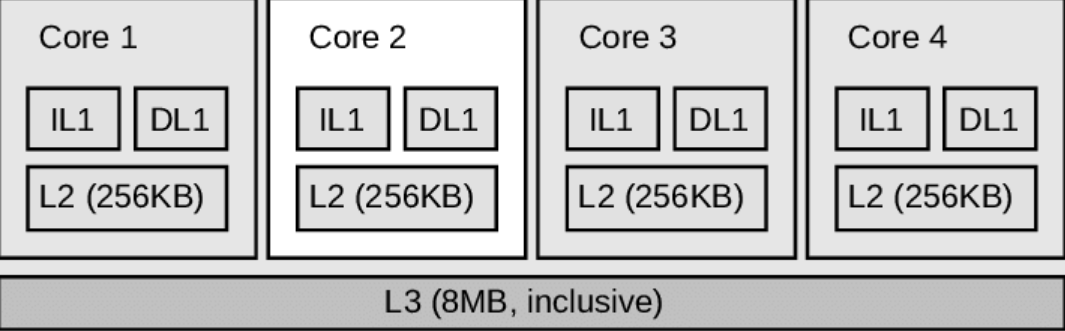 Core 1
Core 2
Core 3
Core 4
IL1
DL1
IL1
DL1
IL1
DL1
IL1
DL1
L2 (256KB)
L2 (256KB)
L2 (256KB)
L2 (256KB)
L3 (8MB, inclusive)